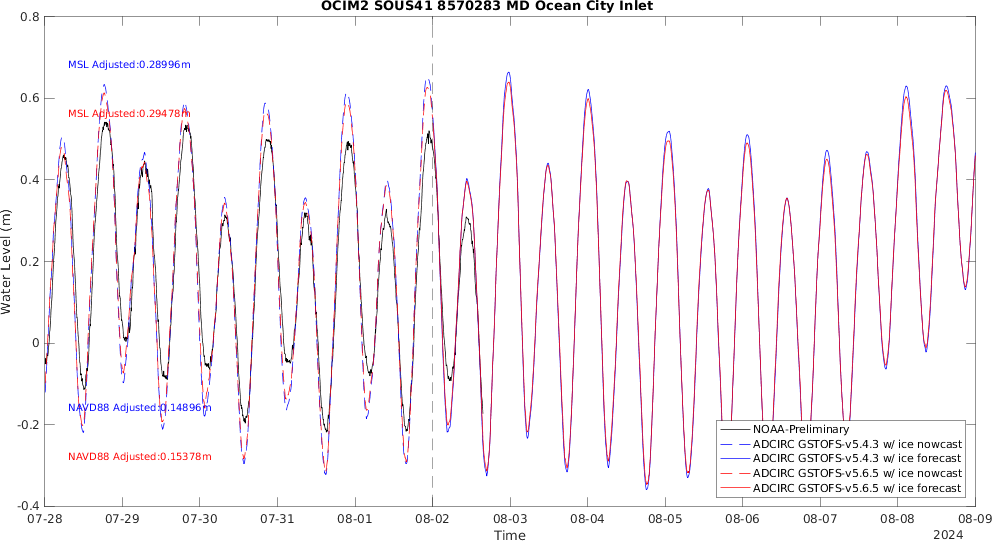 OCIM2 SOUS41 8570283 MD Ocean City Inlet
0.8
0.6
0.4
0.2
0
-0.2
-0.4
Water Level (m)
MSL Adjusted:0.28996m
MSL Adjusted:0.29478m
NAVD88 Adjusted:0.14896m
NAVD88 Adjusted:0.15378m
NOAA-Preliminary
ADCIRC GSTOFS-v5.4.3 w/ ice nowcast
ADCIRC GSTOFS-v5.4.3 w/ ice forecast
ADCIRC GSTOFS-v5.6.5 w/ ice nowcast
ADCIRC GSTOFS-v5.6.5 w/ ice forecast
07-28 07-29 07-30 07-31 08-01 08-02 08-03 08-04 08-05 08-06 08-07 08-08 08-09
Time
2024